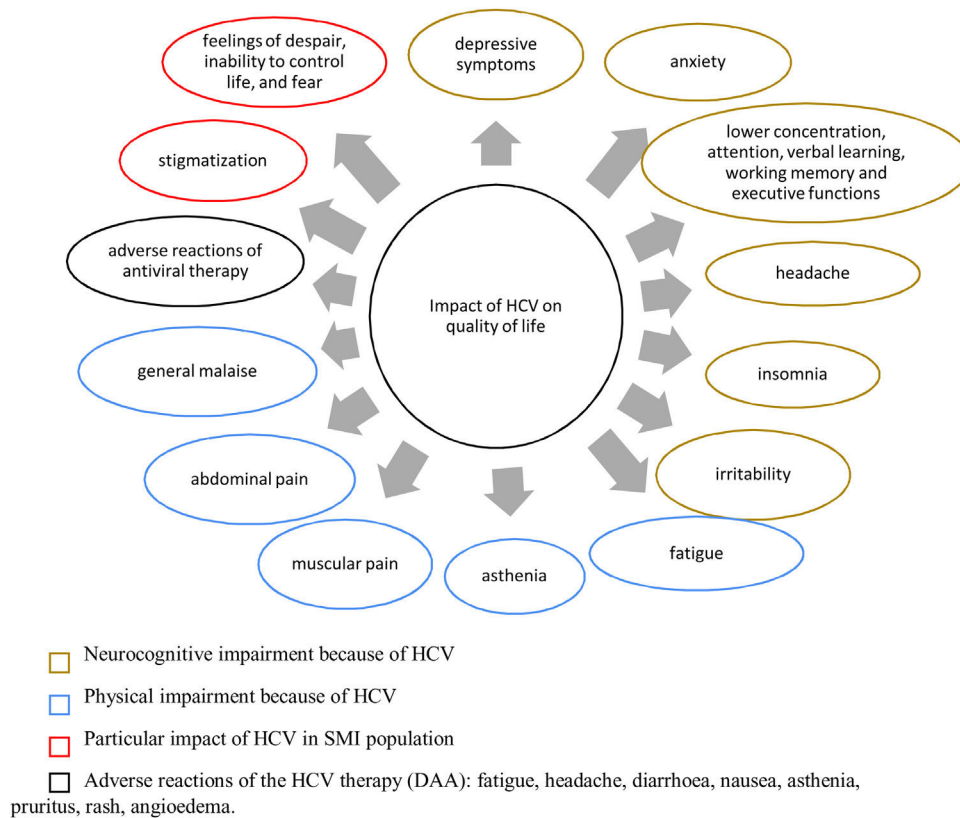 feelings of despair,
inability to control
life, and fear
depressive
symptoms
anxiety
stigmatization
lower concentration,
attention, verbal learning,
working memory and
executive functions
adverse reactions of
antiviral therapy
headache
Impact of HCV on
quality of life
general malaise
insomnia
abdominal pain
irritability
muscular pain
asthenia
fatigue
Neurocognitive impairment because of HCV
Physical impairment because of HCV
Particular impact of HCV in SMI population
Adverse reactions of the HCV therapy (DAA): fatigue, headache, diarrhoea, nausea, asthenia,
pruritus, rash, angioedema.